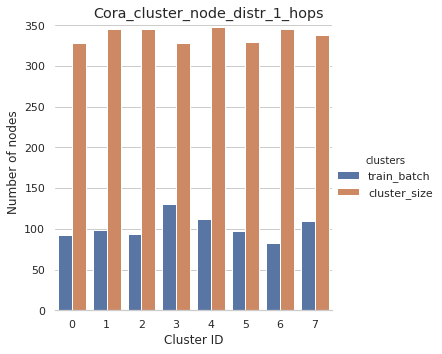 Cora_cluster_node_distr_1_hops
350
300
250
200
150
100
50
0
Number of nodes
0 1 2 3 4 5 6 7
Cluster ID
clusters
train_batch
cluster_size